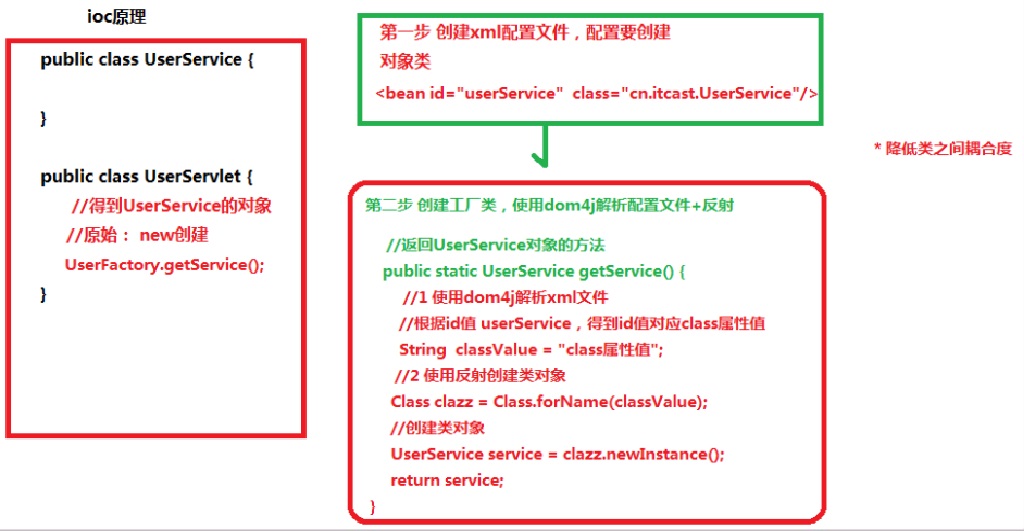 ioc原理
public class UserService {
}
public class UserServlet {
//得到UserService的对象
//原始： new创建
UserFactory.getService();
}
第一步 创建xml配置文件，配置要创建
对象类
<bean id="userService"  class="cn.itcast.UserService"/>
* 降低类之间耦合度
第二步 创建工厂类，使用dom4j解析配置文件+反射
//返回UserService对象的方法
public static UserService getService() {
//1 使用dom4j解析xml文件
//根据id值 userService，得到id值对应class属性值
String  classValue = "class属性值";
//2 使用反射创建类对象
Class clazz = Class.forName(classValue);
//创建类对象
UserService service = clazz.newInstance();
return service;
}